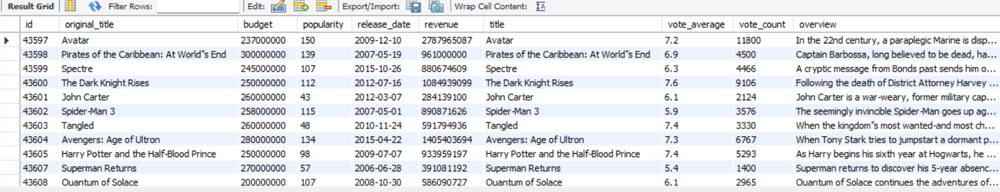 Result Grid Filter Rows: Edit: Export/Import: Wrap Cell Content:
id original_title budget popularity release_date revenue title vote_average vote_count overview
43597 Avatar 237000000 150 2009-12-10 2787965087 Avatar 7.2 11800 In the 22nd century, a paraplegic Marine is disp...
43598 Pirates of the Caribbean: At World"s End 300000000 139 2007-05-19 961000000 Pirates of the Caribbean: At World"s End 6.9 4500 Captain Barbossa, long believed to be dead, ha...
43599 Spectre 245000000 107 2015-10-26 880674609 Spectre 6.3 4466 A cryptic message from Bonds past sends him o...
43600 The Dark Knight Rises 250000000 112 2012-07-16 1084939099 The Dark Knight Rises 7.6 9106 Following the death of District Attorney Harvey ...
43601 John Carter 260000000 43 2012-03-07 284139100 John Carter 6.1 2124 John Carter is a war-weary, former military cap...
43602 Spider-Man 3 258000000 115 2007-05-01 890871626 Spider-Man 3 5.9 3576 The seemingly invincible Spider-Man goes up ag...
43603 Tangled 260000000 48 2010-11-24 591794936 Tangled 7.4 3330 When the kingdom"s most wanted-and most ch...
43604 Avengers: Age of Ultron 280000000 134 2015-04-22 1405403694 Avengers: Age of Ultron 7.3 6767 When Tony Stark tries to jumpstart a dormant p...
43605 Harry Potter and the Half-Blood Prince 250000000 98 2009-07-07 933959197 Harry Potter and the Half-Blood Prince 7.4 5293 As Harry begins his sixth year at Hogwarts, he ...
43607 Superman Returns 270000000 57 2006-06-28 391081192 Superman Returns 5.4 1400 Superman returns to discover his 5-year absenc...
43608 Quantum of Solace 200000000 107 2008-10-30 586090727 Quantum of Solace 6.1 2965 Quantum of Solace continues the adventures of...